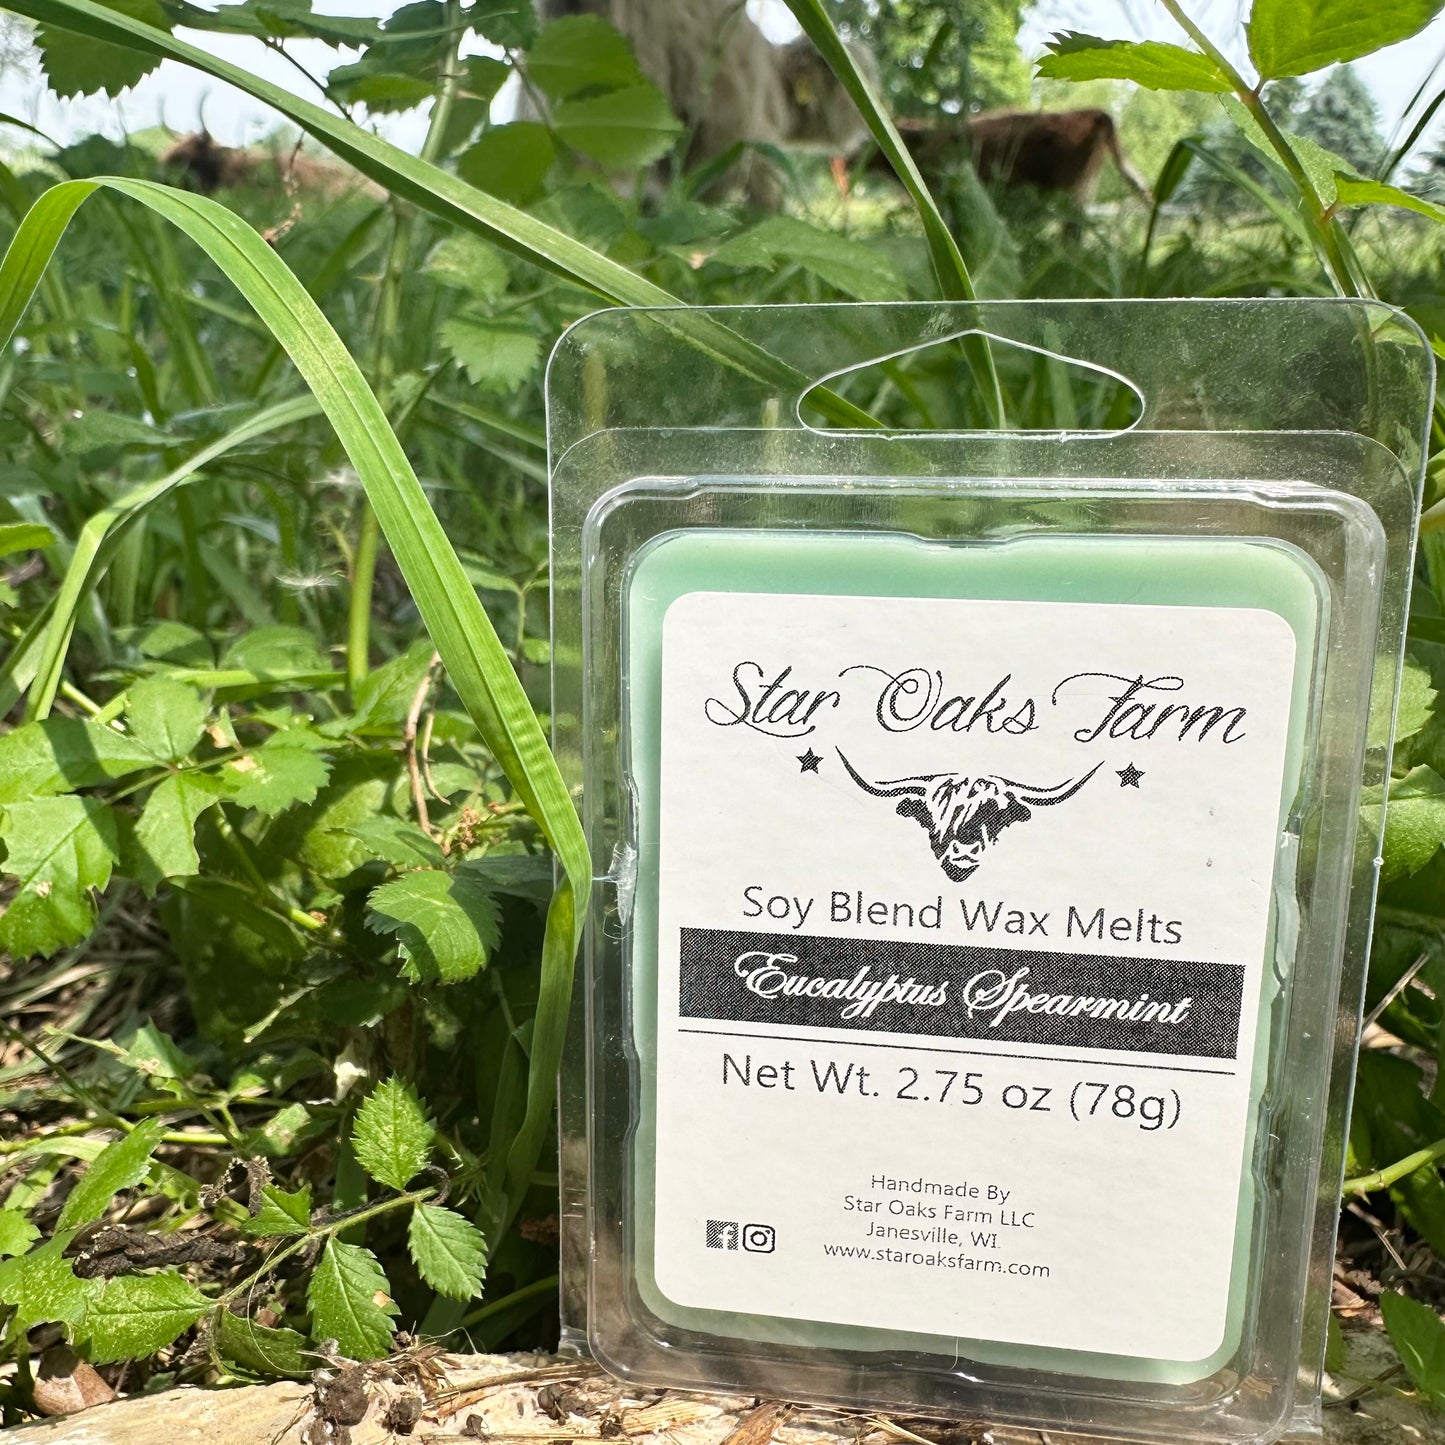 Star Oaks Farm
Soy Blend Wax Melts
Eucalyptus Spearmint
Net Wt. 2.75 oz (78g)
Handmade By
Star Oaks Farm LLC
Janesville, WI.
www.staroaksfarm.com